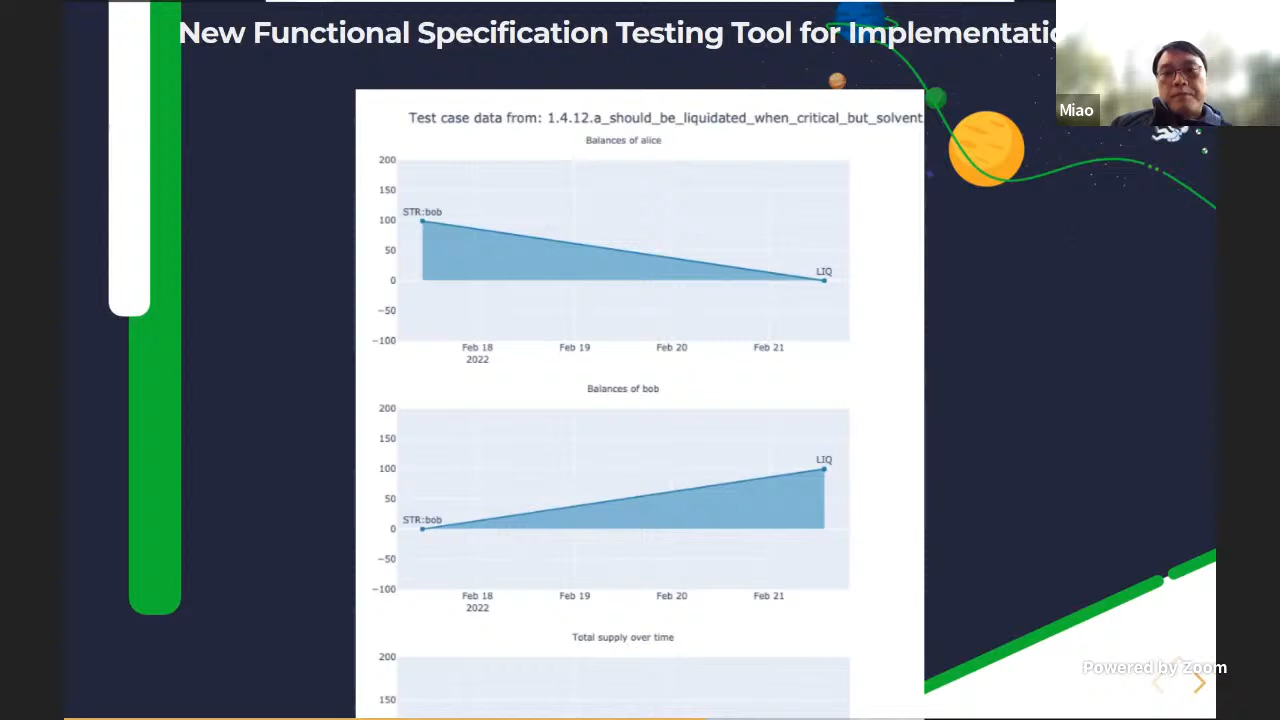 New Functional Specification Testing Tool for Implementatio
Miao
Test case data from: 1.4.12.a_should_be_liquidated_when_critical_but_solvent
Balances of alice
200
150
100
50
0
−50
−100
STR:bob
LIQ
Feb 18
2022
Feb 19
Feb 20
Feb 21
Balances of bob
200
150
100
50
0
−50
−100
STR:bob
LIQ
Feb 18
2022
Feb 19
Feb 20
Feb 21
Total supply over time
200
150
Powered by Zoom